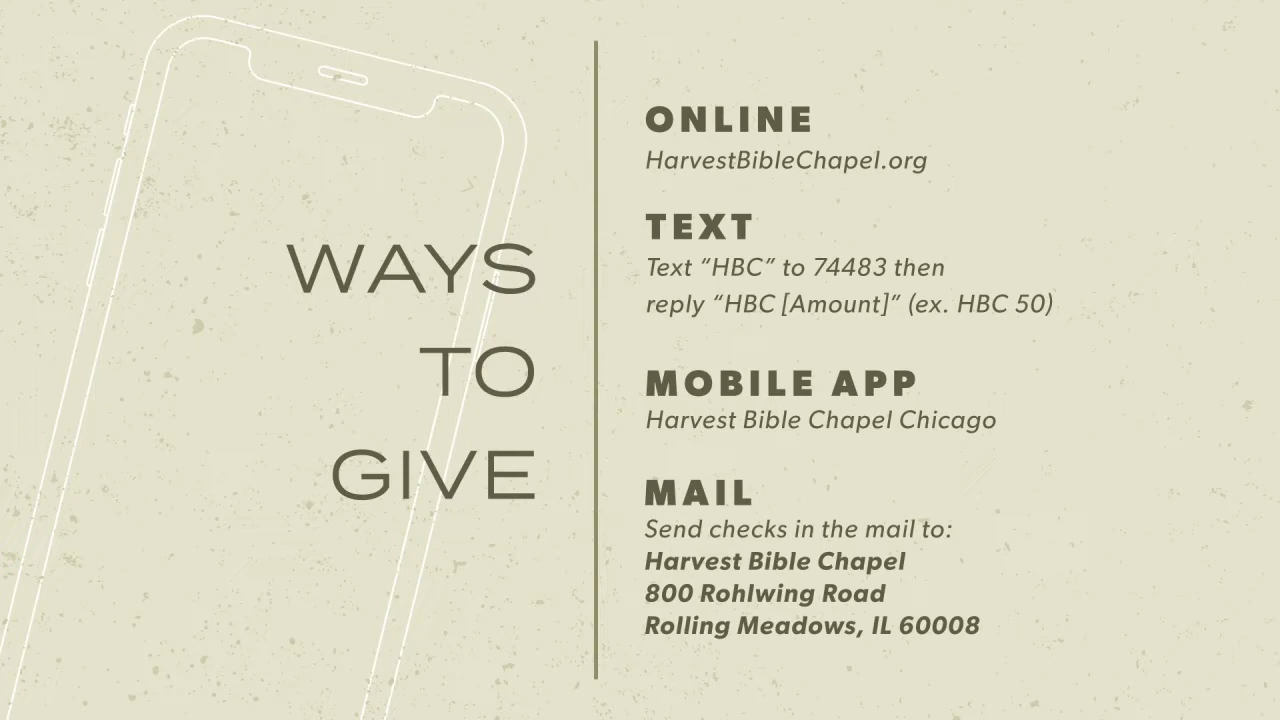 WAYS
TO
GIVE
ONLINE
HarvestBibleChapel.org
TEXT
Text “HBC” to 74483 then
reply “HBC [Amount]” (ex. HBC 50)
MOBILE APP
Harvest Bible Chapel Chicago
MAIL
Send checks in the mail to:
Harvest Bible Chapel
800 Rohlwing Road
Rolling Meadows, IL 60008